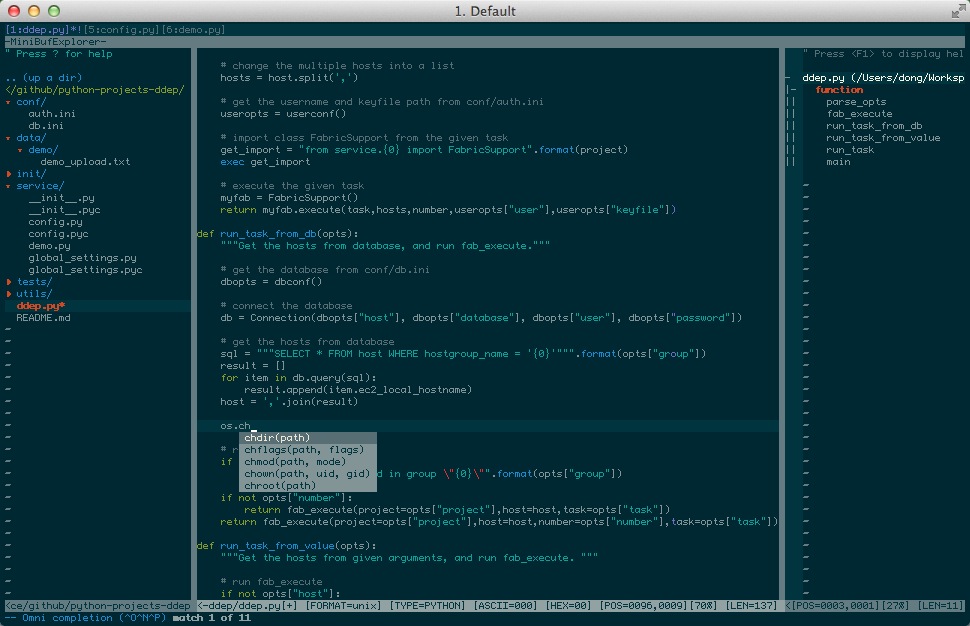 1. Default
[1:ddep.py]*![5:config.py][6:demo.py]
-MiniBufExplorer-
" Press ? for help
.. (up a dir)
</github/python-projects-ddep/
▾ conf/
auth.ini
db.ini
▾ data/
▾ demo/
demo_upload.txt
▸ init/
▾ service/
__init__.py
__init__.pyc
config.py
config.pyc
demo.py
global_settings.py
global_settings.pyc
▸ tests/
▸ utils/
ddep.py*
README.md
# change the multiple hosts into a list
hosts = host.split(',')
# get the username and keyfile path from conf/auth.ini
useropts = userconf()
# import class FabricSupport from the given task
get_import = "from service.{0} import FabricSupport".format(project)
exec get_import
# execute the given task
myfab = FabricSupport()
return myfab.execute(task,hosts,number,useropts["user"],useropts["keyfile"])
def run_task_from_db(opts):
"""Get the hosts from database, and run fab_execute."""
# get the database from conf/db.ini
dbopts = dbconf()
# connect the database
db = Connection(dbopts["host"], dbopts["database"], dbopts["user"], dbopts["password"])
# get the hosts from database
sql = """SELECT * FROM host WHERE hostgroup_name = '{0}'""".format(opts["group"])
result = []
for item in db.query(sql):
result.append(item.ec2_local_hostname)
host = ','.join(result)
os.ch_
chdir(path)
# r chflags(path, flags)
if chmod(path, mode)
chown(path, uid, gid) d in group \"{0}\"".format(opts["group"])
chroot(path)
if not opts["number"]:
return fab_execute(project=opts["project"],host=host,task=opts["task"])
return fab_execute(project=opts["project"],host=host,number=opts["number"],task=opts["task"])
def run_task_from_value(opts):
"""Get the hosts from given arguments, and run fab_execute. """
# run fab_execute
if not opts["host"]:
" Press <F1> to display hel
ddep.py (/Users/dong/Worksp
function
parse_opts
fab_execute
run_task_from_db
run_task_from_value
run_task
main
<ce/github/python-projects-ddep <-ddep/ddep.py[+] [FORMAT=unix] [TYPE=PYTHON] [ASCII=000] [HEX=00] [POS=0096,0009][70%] [LEN=137] <[POS=0003,0001][27%] [LEN=11]
-- Omni completion (^O^N^P) match 1 of 11